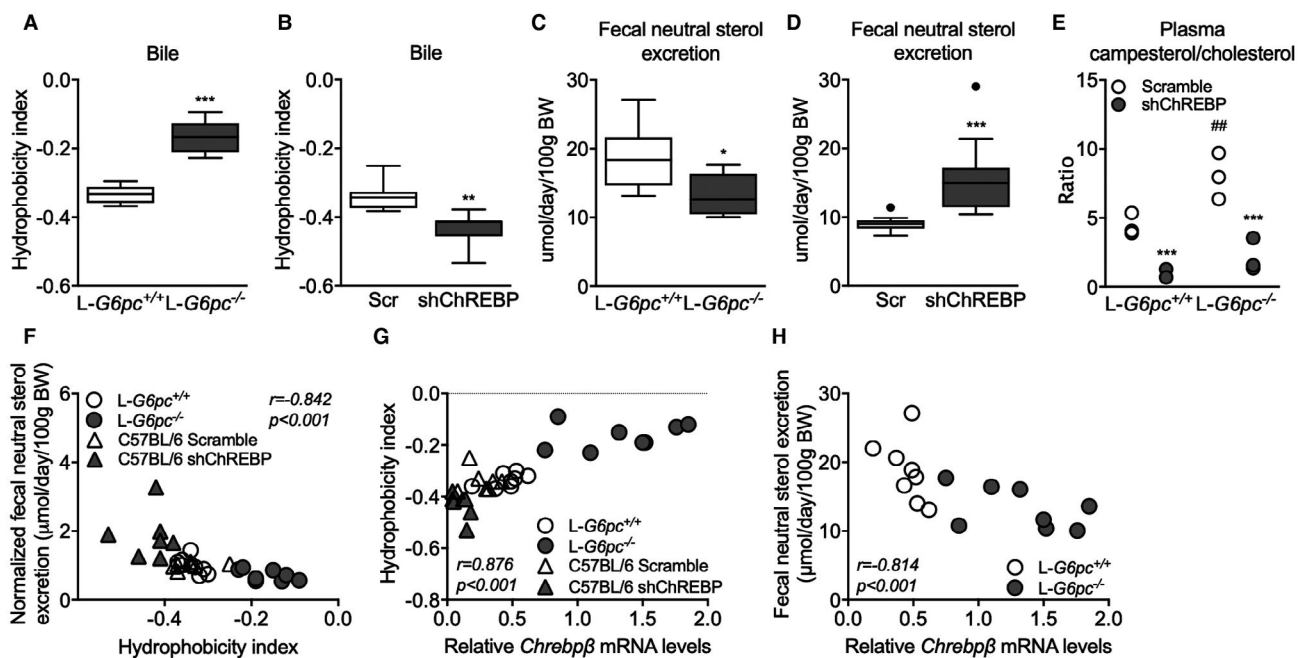 A
Bile
Hydrophobicity index
0.0
-0.2
-0.4
-0.6
***
L-G6pc+/+ L-G6pc-/-
B
Bile
Hydrophobicity index
0.0
-0.2
-0.4
-0.6
**
Scr shChREBP
C
Fecal neutral sterol
excretion
umol/day/100g BW
30
20
10
0
*
L-G6pc+/+ L-G6pc-/-
D
Fecal neutral sterol
excretion
umol/day/100g BW
30
20
10
0
***
Scr shChREBP
E
Plasma
campesterol/cholesterol
Ratio
15
10
5
0
Scramble
shChREBP
##
***
***
L-G6pc+/+ L-G6pc-/-
F
Normalized fecal neutral sterol
excretion (μmol/day/100g BW)
6
4
2
0
L-G6pc+/+
L-G6pc-/-
C57BL/6 Scramble
C57BL/6 shChREBP
r=-0.842
p<0.001
-0.6 -0.4 -0.2 0.0
Hydrophobicity index
G
Hydrophobicity index
0.0
-0.2
-0.4
-0.6
-0.8
r=0.876
p<0.001
L-G6pc+/+
L-G6pc-/-
C57BL/6 Scramble
C57BL/6 shChREBP
0.0 0.5 1.0 1.5 2.0
Relative Chrebpβ mRNA levels
H
Fecal neutral sterol excretion
(μmol/day/100g BW)
30
20
10
0
r=-0.814
p<0.001
L-G6pc+/+
L-G6pc-/-
0.0 0.5 1.0 1.5 2.0
Relative Chrebpβ mRNA levels